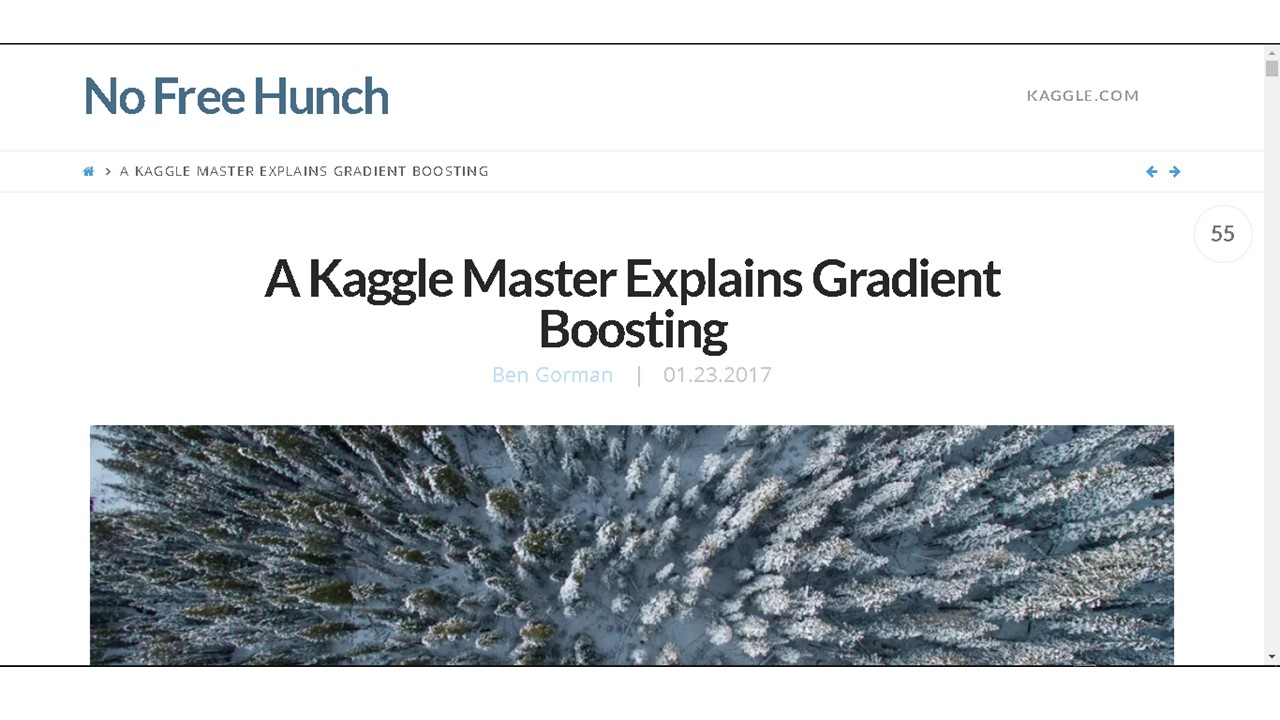 No Free Hunch
KAGGLE.COM
A KAGGLE MASTER EXPLAINS GRADIENT BOOSTING
55
A Kaggle Master Explains Gradient
Boosting
Ben Gorman | 01.23.2017